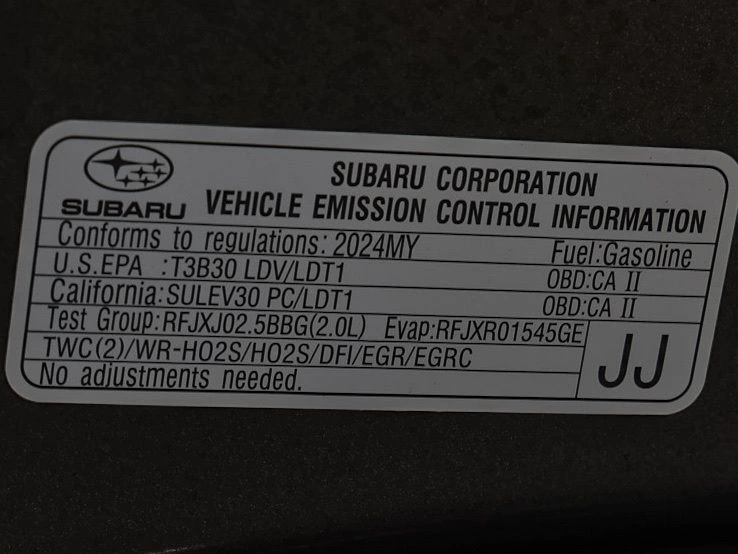 SUBARU
SUBARU CORPORATION
VEHICLE EMISSION CONTROL INFORMATION
Conforms to regulations: 2024MY Fuel:Gasoline
U.S.EPA :T3B30 LDV/LDT1 OBD:CA II
California:SULEV30 PC/LDT1 OBD:CA II
Test Group:RFJXJ02.5BBG(2.0L) Evap:RFJXR01545GE
TWC(2)/WR-HO2S/HO2S/DFI/EGR/EGRC
No adjustments needed.
JJ